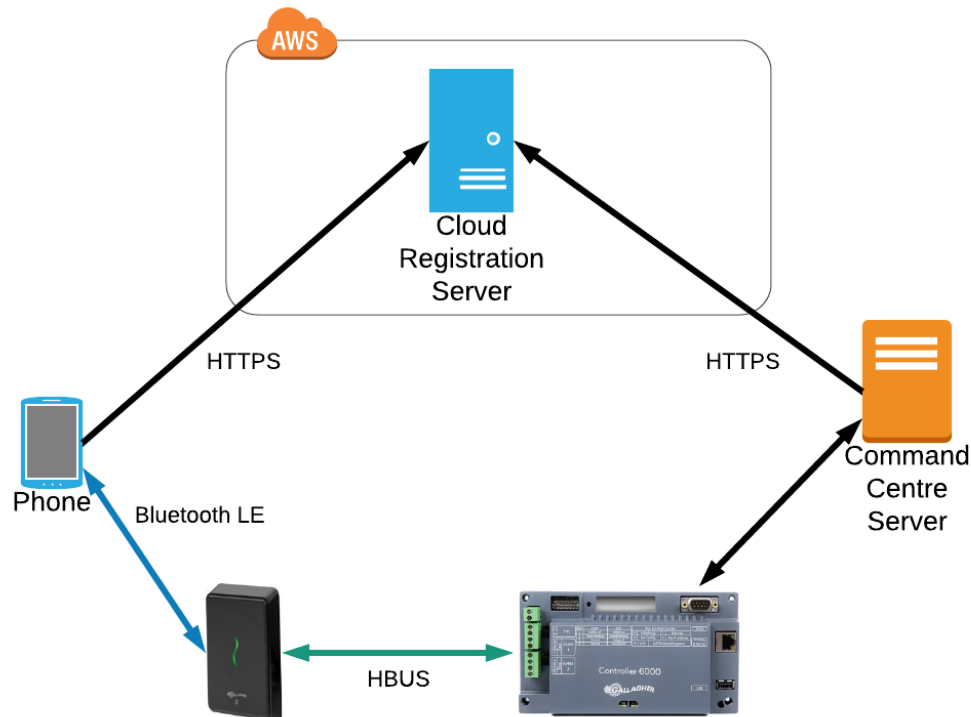 AWS
Cloud
Registration
Server
HTTPS
HTTPS
Phone
Command
Centre
Server
Bluetooth LE
HBUS
Controller 6000
GALLAGHER